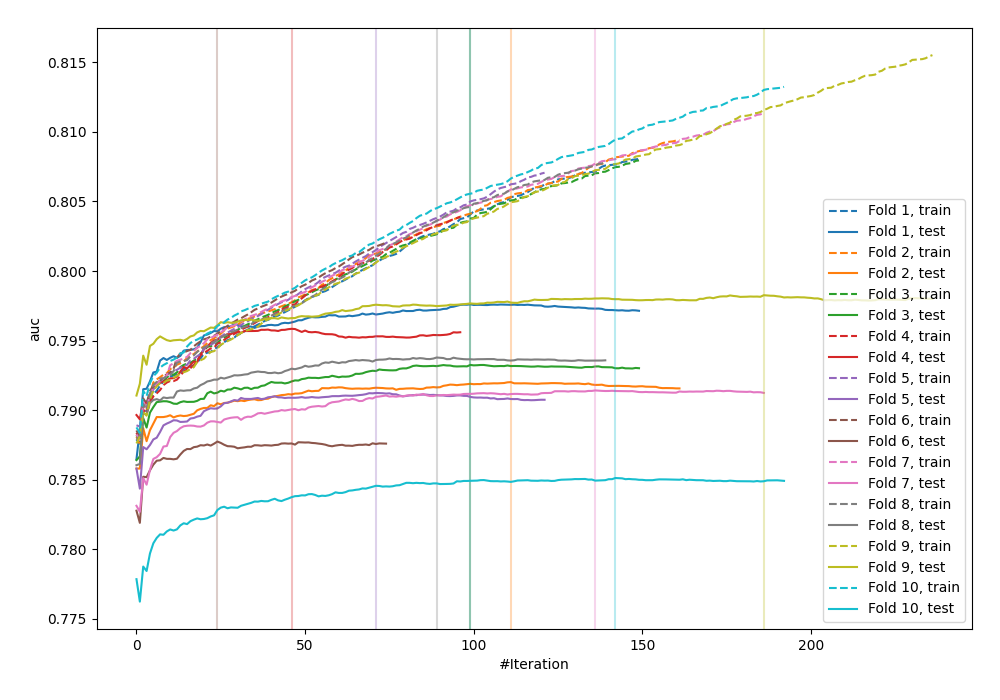 0.815
0.810
0.805
0.800
0.795
0.790
0.785
0.780
0.775
auc
0
50
100
150
200
#Iteration
Fold 1, train
Fold 1, test
Fold 2, train
Fold 2, test
Fold 3, train
Fold 3, test
Fold 4, train
Fold 4, test
Fold 5, train
Fold 5, test
Fold 6, train
Fold 6, test
Fold 7, train
Fold 7, test
Fold 8, train
Fold 8, test
Fold 9, train
Fold 9, test
Fold 10, train
Fold 10, test